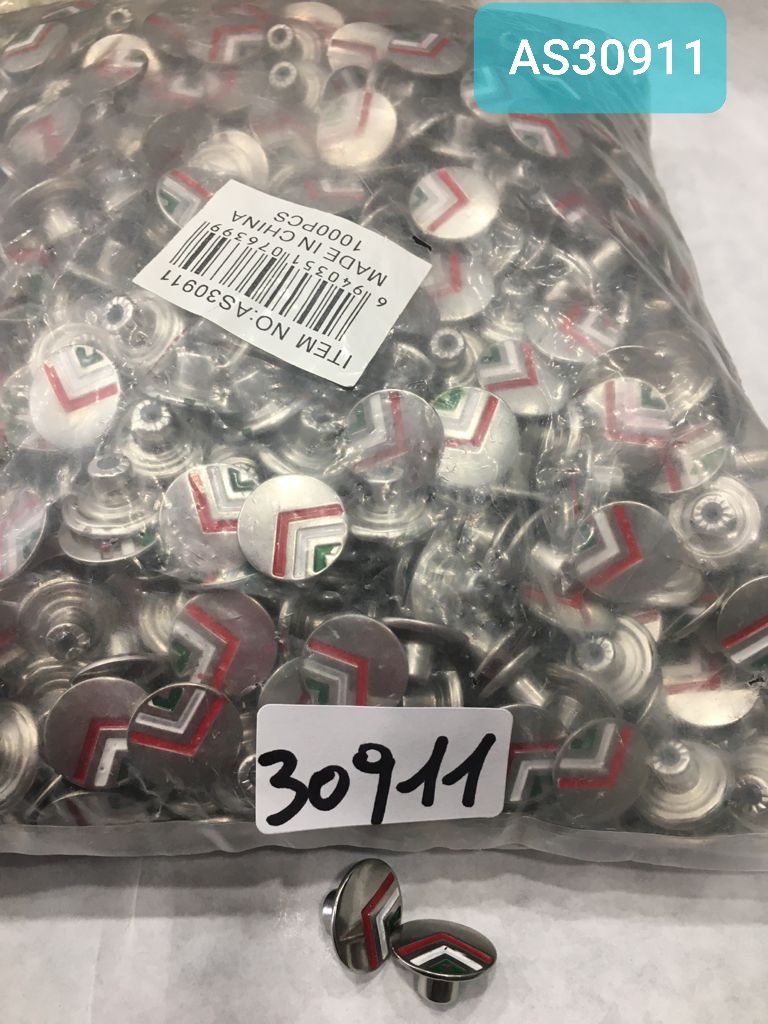 AS30911
ITEM NO:AS30911
6 940351 076399
MADE IN CHINA
1000PCS
30911